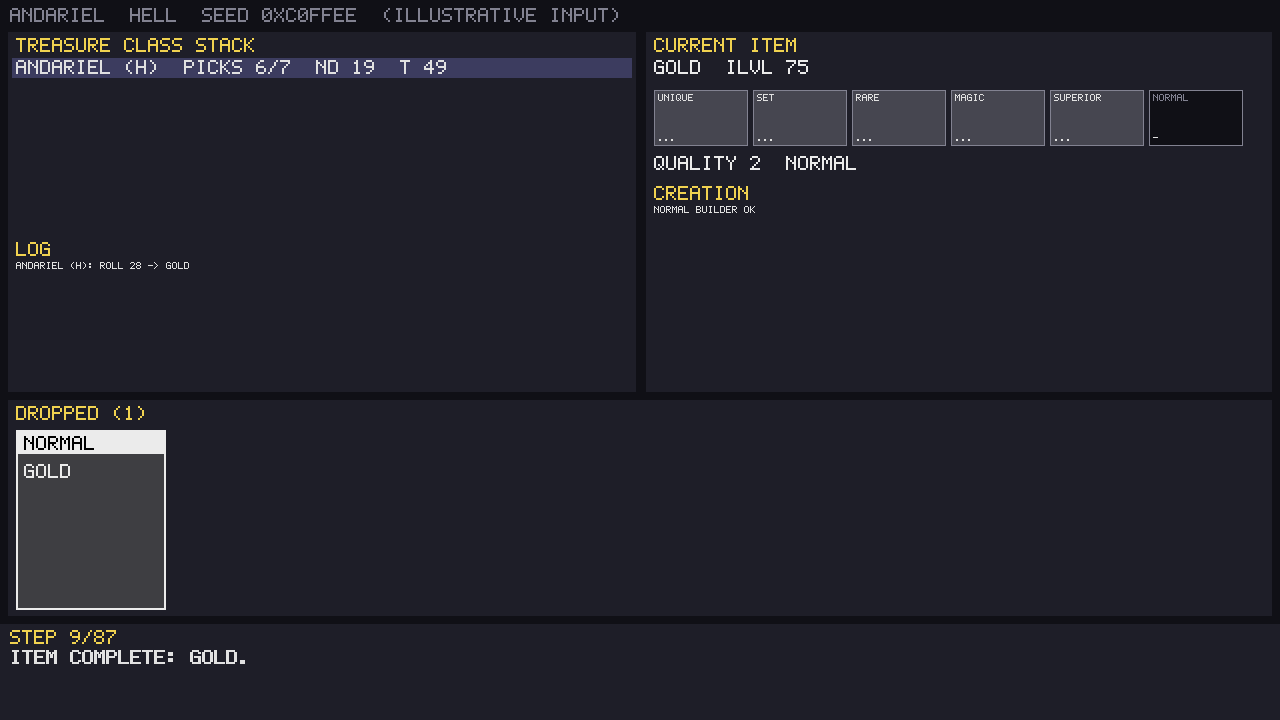 ANDARIEL HELL SEED 0XC0FFEE (ILLUSTRATIVE INPUT)
TREASURE CLASS STACK
ANDARIEL (H) PICKS 6/7 ND 19 T 49
LOG
ANDARIEL (H): ROLL 28 -> GOLD
CURRENT ITEM
GOLD ILVL 75
UNIQUE SET RARE MAGIC SUPERIOR NORMAL
... ... ... ... ... –
QUALITY 2 NORMAL
CREATION
NORMAL BUILDER OK
DROPPED (1)
NORMAL
GOLD
STEP 9/87
ITEM COMPLETE: GOLD.